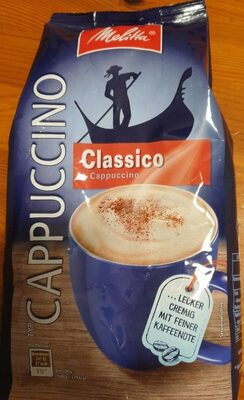 Melitta
Classico
Cappuccino
CAPPUCCINO
... LECKER
CREMIG
MIT FEINER
KAFFEENOTE